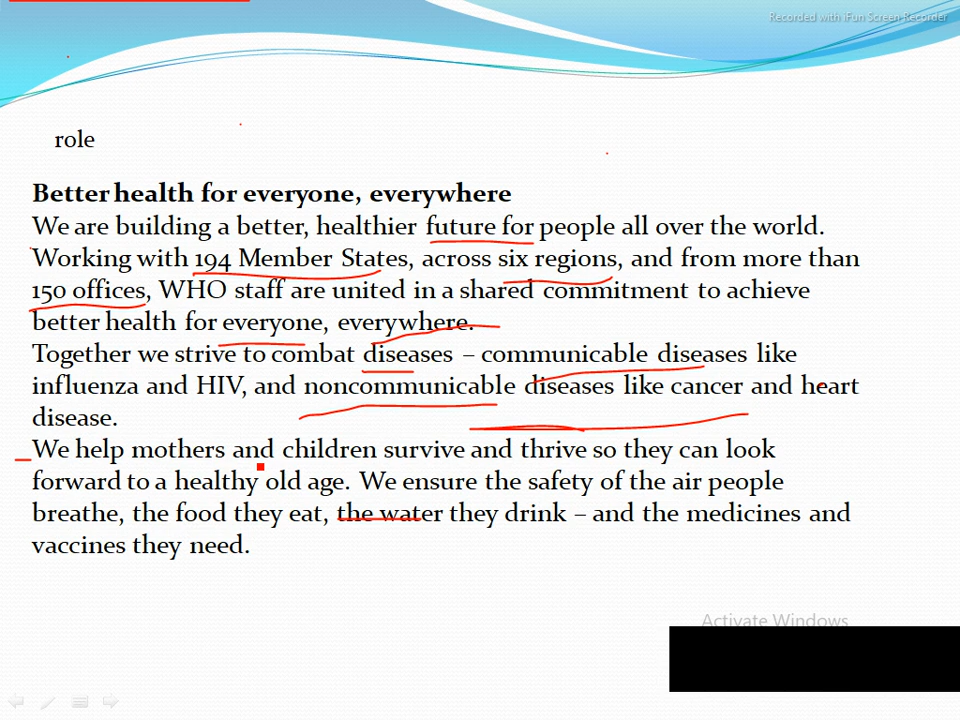 Recorded with iFun Screen Recorder
role
Better health for everyone, everywhere
We are building a better, healthier future for people all over the world.
Working with 194 Member States, across six regions, and from more than
150 offices, WHO staff are united in a shared commitment to achieve
better health for everyone, everywhere.
Together we strive to combat diseases – communicable diseases like
influenza and HIV, and noncommunicable diseases like cancer and heart
disease.
We help mothers and children survive and thrive so they can look
forward to a healthy old age. We ensure the safety of the air people
breathe, the food they eat, the water they drink – and the medicines and
vaccines they need.
Activate Windows